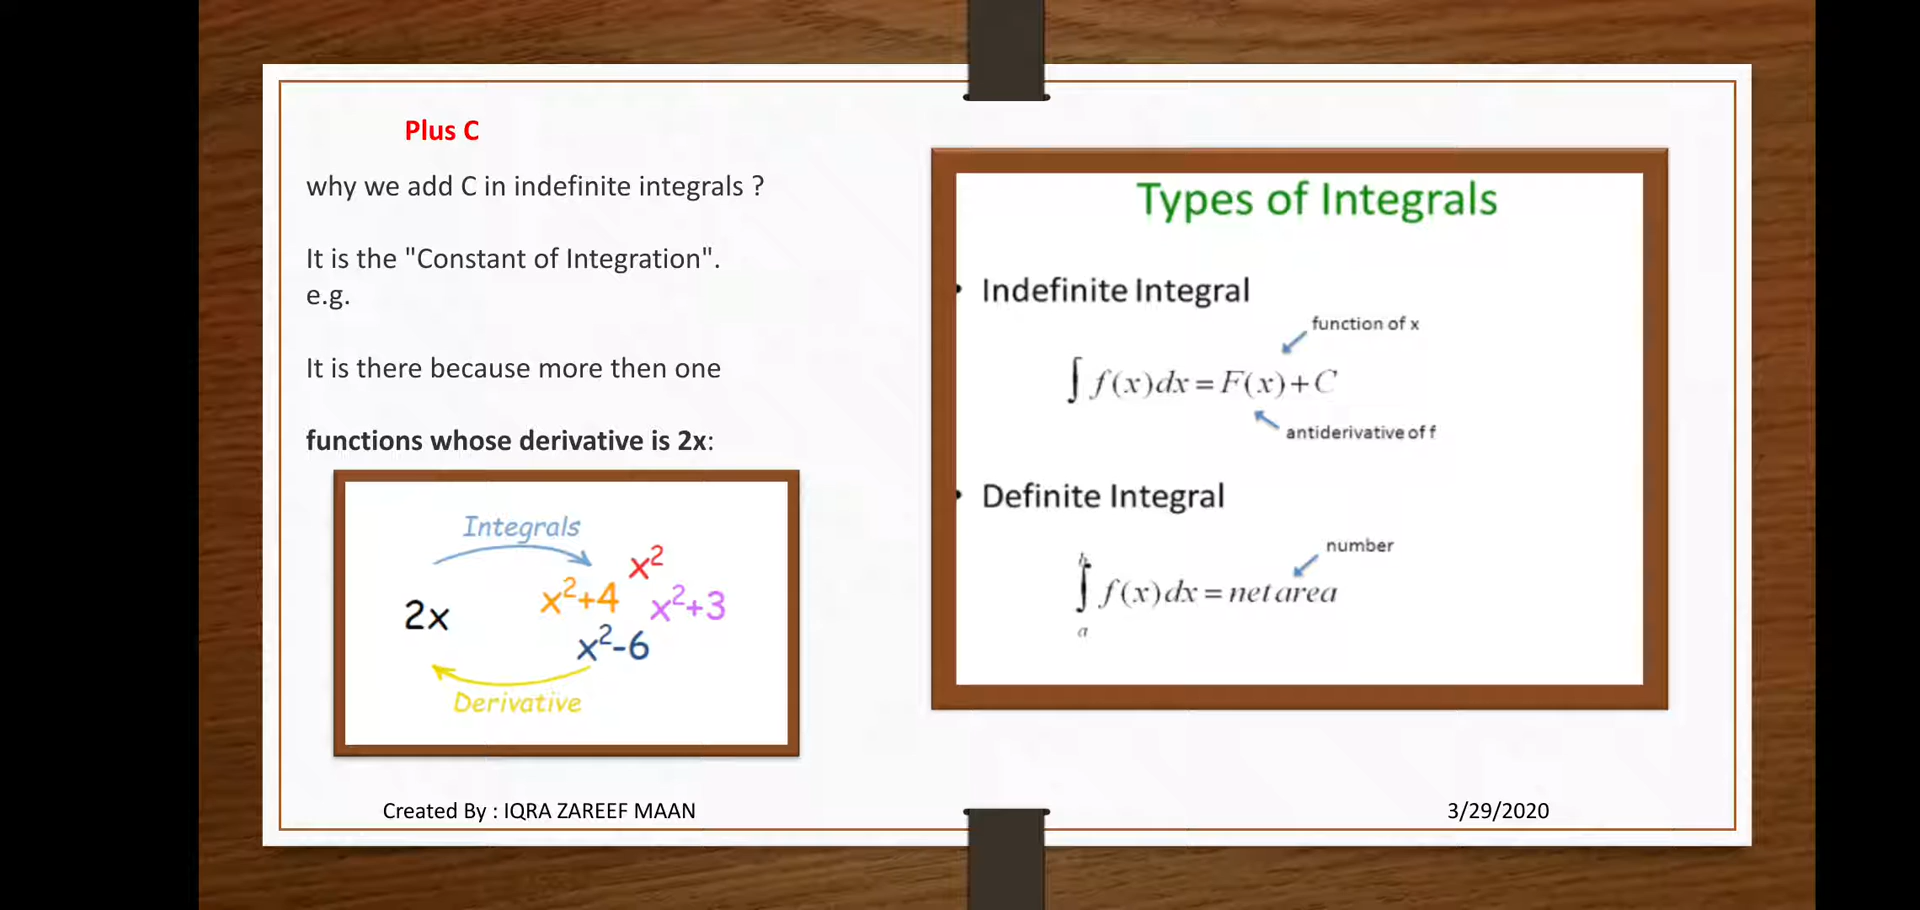 Plus C
why we add C in indefinite integrals ?
It is the "Constant of Integration".
e.g.
It is there because more then one
functions whose derivative is 2x:
Integrals
x²
x²+4
x²+3
2x
x²-6
Derivative
Types of Integrals
• Indefinite Integral
function of x
∫ f(x)dx = F(x)+C
antiderivative of f
• Definite Integral
number
b
∫ f(x)dx = net area
a
Created By : IQRA ZAREEF MAAN
3/29/2020